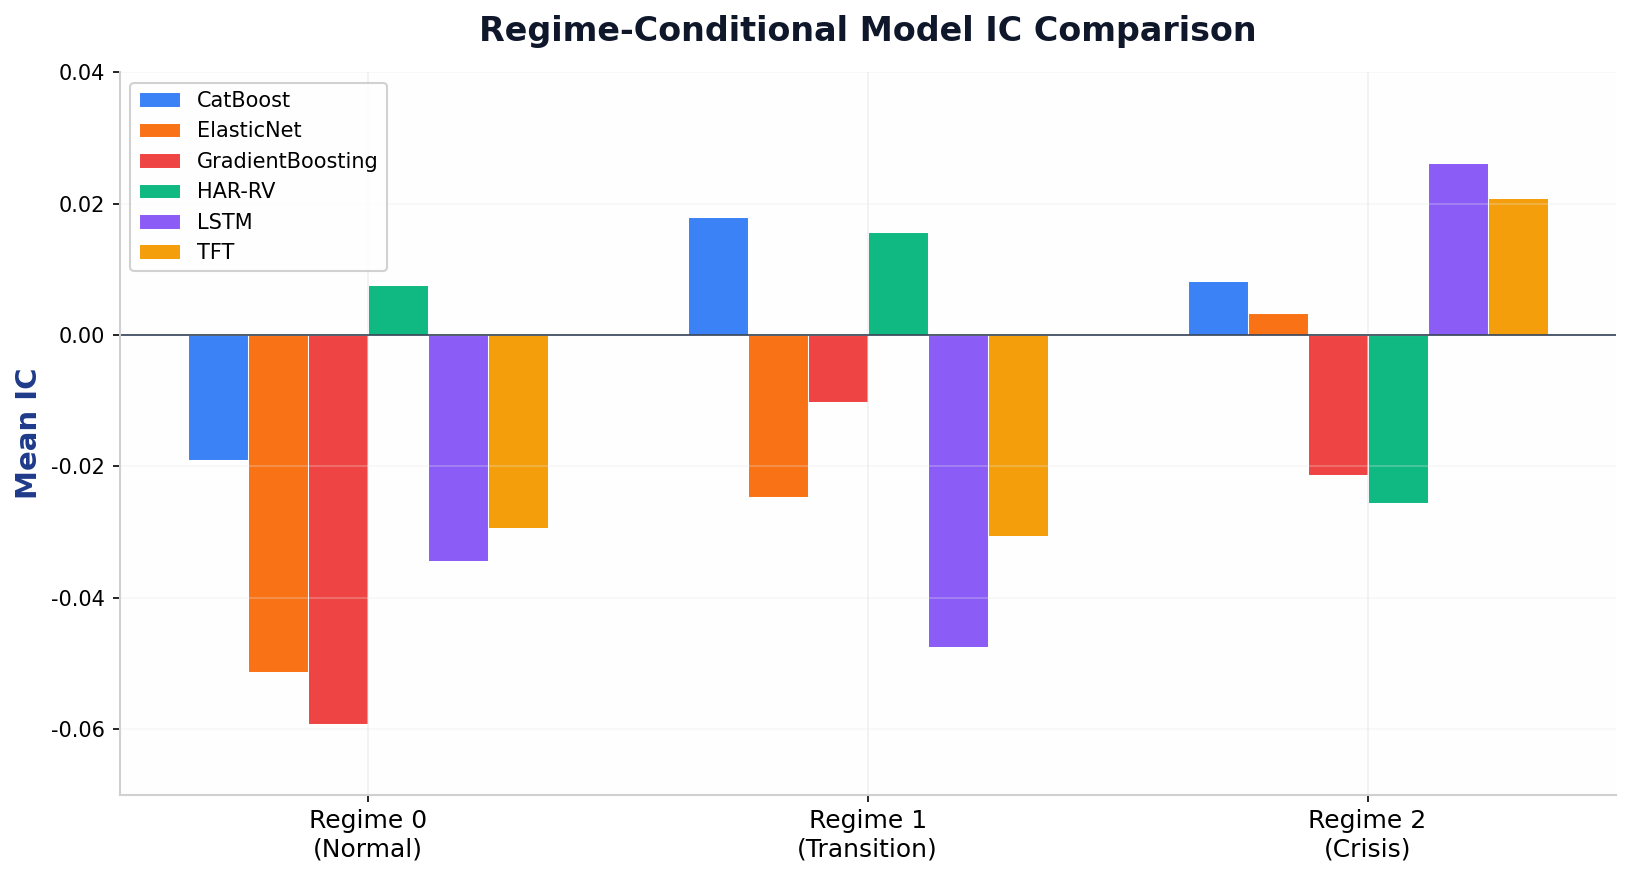 Regime-Conditional Model IC Comparison
Mean IC
0.04
0.02
0.00
-0.02
-0.04
-0.06
CatBoost
ElasticNet
GradientBoosting
HAR-RV
LSTM
TFT
Regime 0
(Normal)
Regime 1
(Transition)
Regime 2
(Crisis)